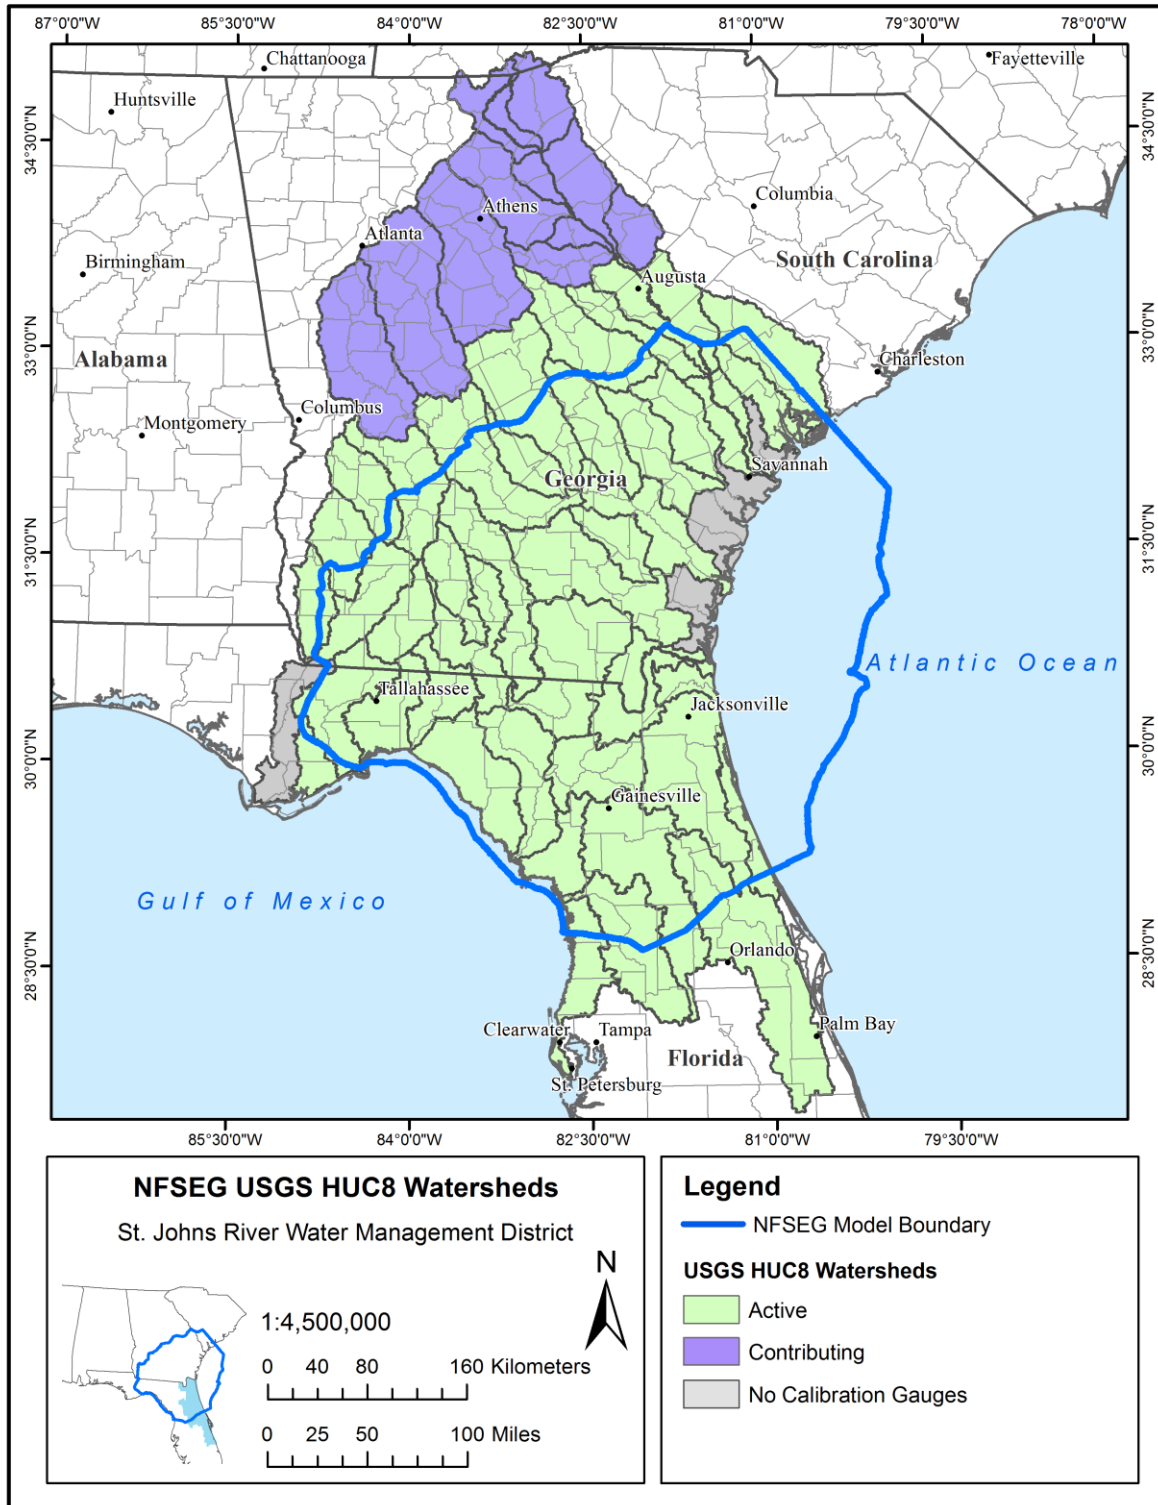 87°0'0"W 85°30'0"W 84°0'0"W 82°30'0"W 81°0'0"W 79°30'0"W 78°0'0"W
Chattanooga
Fayetteville
Huntsville
34°30'0"N
34°30'0"N
Columbia
Athens
Atlanta
Birmingham
South Carolina
Augusta
33°0'0"N
33°0'0"N
Alabama
Charleston
Columbus
Montgomery
Savannah
Georgia
31°30'0"N
31°30'0"N
Atlantic Ocean
Tallahassee
Jacksonville
30°0'0"N
30°0'0"N
Gainesville
Gulf of Mexico
Orlando
28°30'0"N
28°30'0"N
Palm Bay
Clearwater
Tampa
Florida
St. Petersburg
85°30'0"W 84°0'0"W 82°30'0"W 81°0'0"W 79°30'0"W
NFSEG USGS HUC8 Watersheds
St. Johns River Water Management District
N
1:4,500,000
0 40 80 160 Kilometers
0 25 50 100 Miles
Legend
NFSEG Model Boundary
USGS HUC8 Watersheds
Active
Contributing
No Calibration Gauges